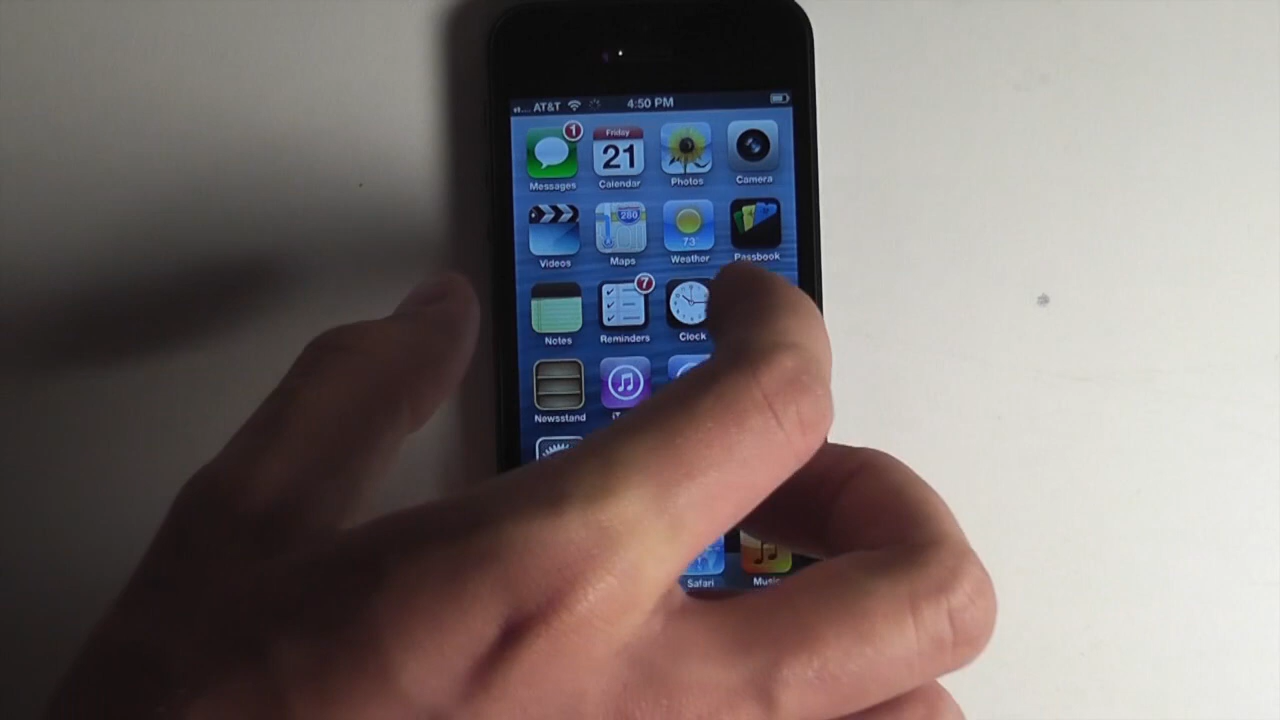 AT&T 4:50 PM
1
Friday
21
Messages Calendar Photos Camera
280
73°
Videos Maps Weather Passbook
7
Notes Reminders Clock
Newsstand
Safari Music